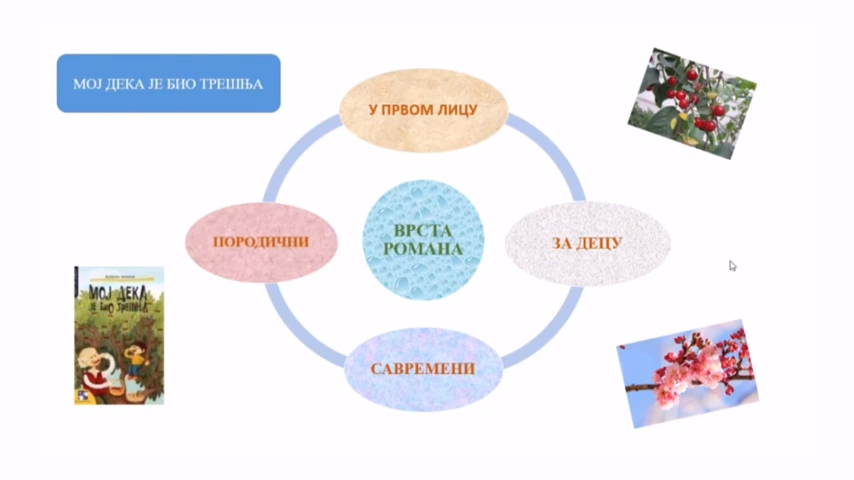 МОЈ ДЕКА ЈЕ БИО ТРЕШЊА
У ПРВОМ ЛИЦУ
ПОРОДИЧНИ
ВРСТА
РОМАНА
ЗА ДЕЦУ
САВРЕМЕНИ
МОЈ ДЕКА
ЈЕ БИО ТРЕШЊА